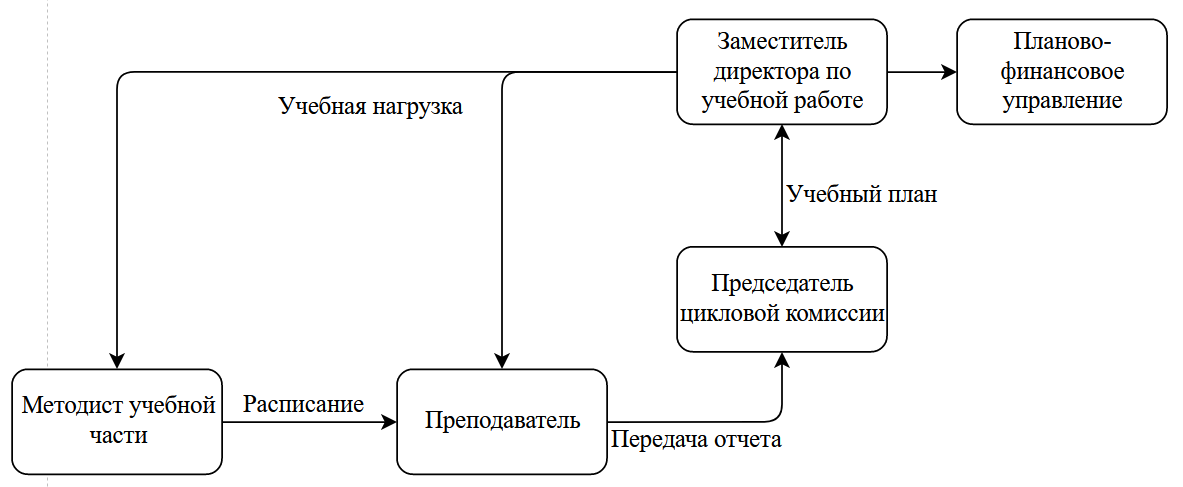 Заместитель
директора по
учебной работе
Планово-
финансовое
управление
Учебная нагрузка
Учебный план
Председатель
цикловой комиссии
Методист учебной
части
Расписание
Преподаватель
Передача отчета